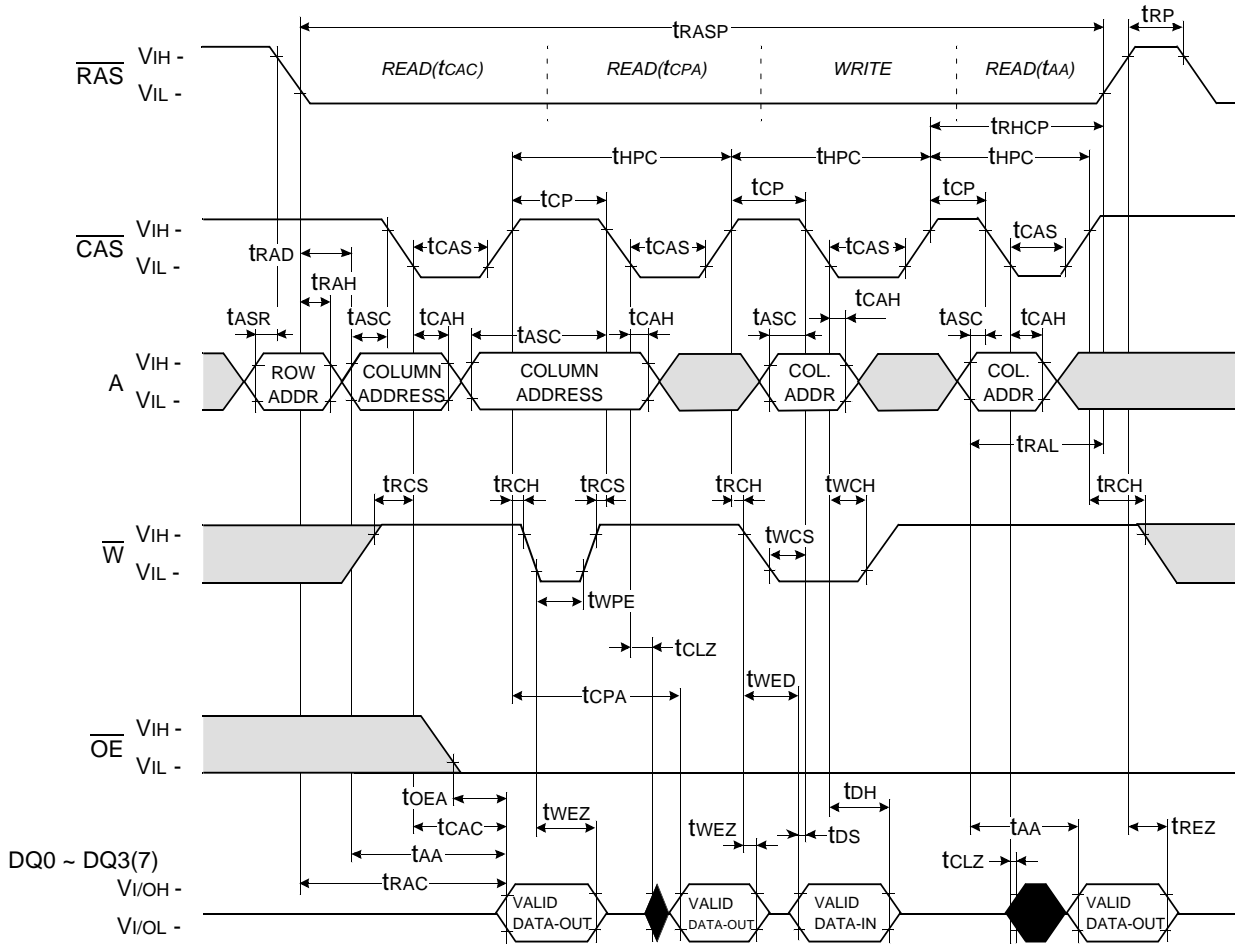 tRASP
tRP
RAS
VIH -
VIL -
READ(tCAC)
READ(tCPA)
WRITE
READ(tAA)
tRHCP
tHPC
tHPC
tHPC
tCP
tCP
tCP
CAS
VIH -
VIL -
tCAS
tCAS
tCAS
tCAS
tRAD
tRAH
tCAH
tASR
tASC
tCAH
tASC
tCAH
tASC
tASC
tCAH
A
VIH -
VIL -
ROW
ADDR
COLUMN
ADDRESS
COLUMN
ADDRESS
COL.
ADDR
COL.
ADDR
tRAL
tRCS
tRCH
tRCS
tRCH
tWCH
tRCH
W
VIH -
VIL -
tWCS
tWPE
tCLZ
tWED
tCPA
OE
VIH -
VIL -
tOEA
tDH
tWEZ
tCAC
tWEZ
tDS
tAA
tREZ
tAA
tCLZ
DQ0 ~ DQ3(7)
tRAC
VI/OH -
VI/OL -
VALID
DATA-OUT
VALID
DATA-OUT
VALID
DATA-IN
VALID
DATA-OUT